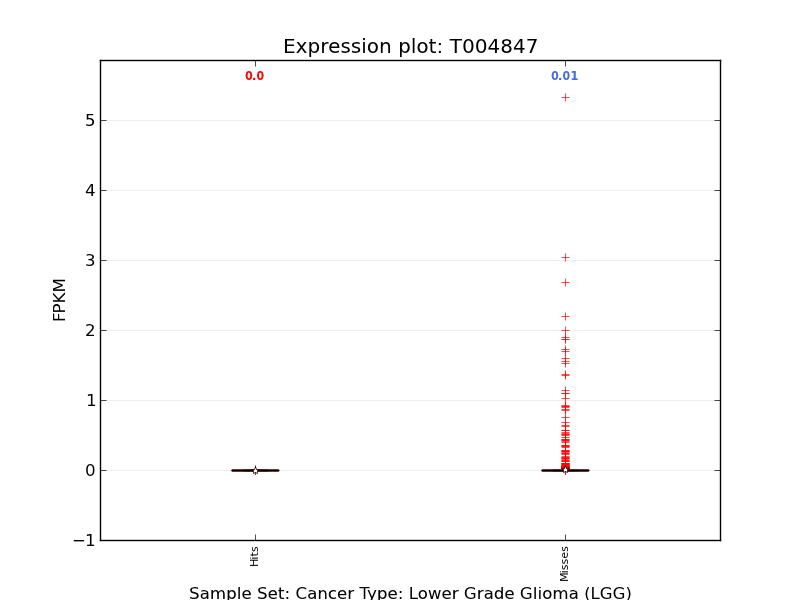 Expression plot: T004847
0.0
0.01
5
4
3
2
1
0
−1
FPKM
Hits
Misses
Sample Set: Cancer Type: Lower Grade Glioma (LGG)